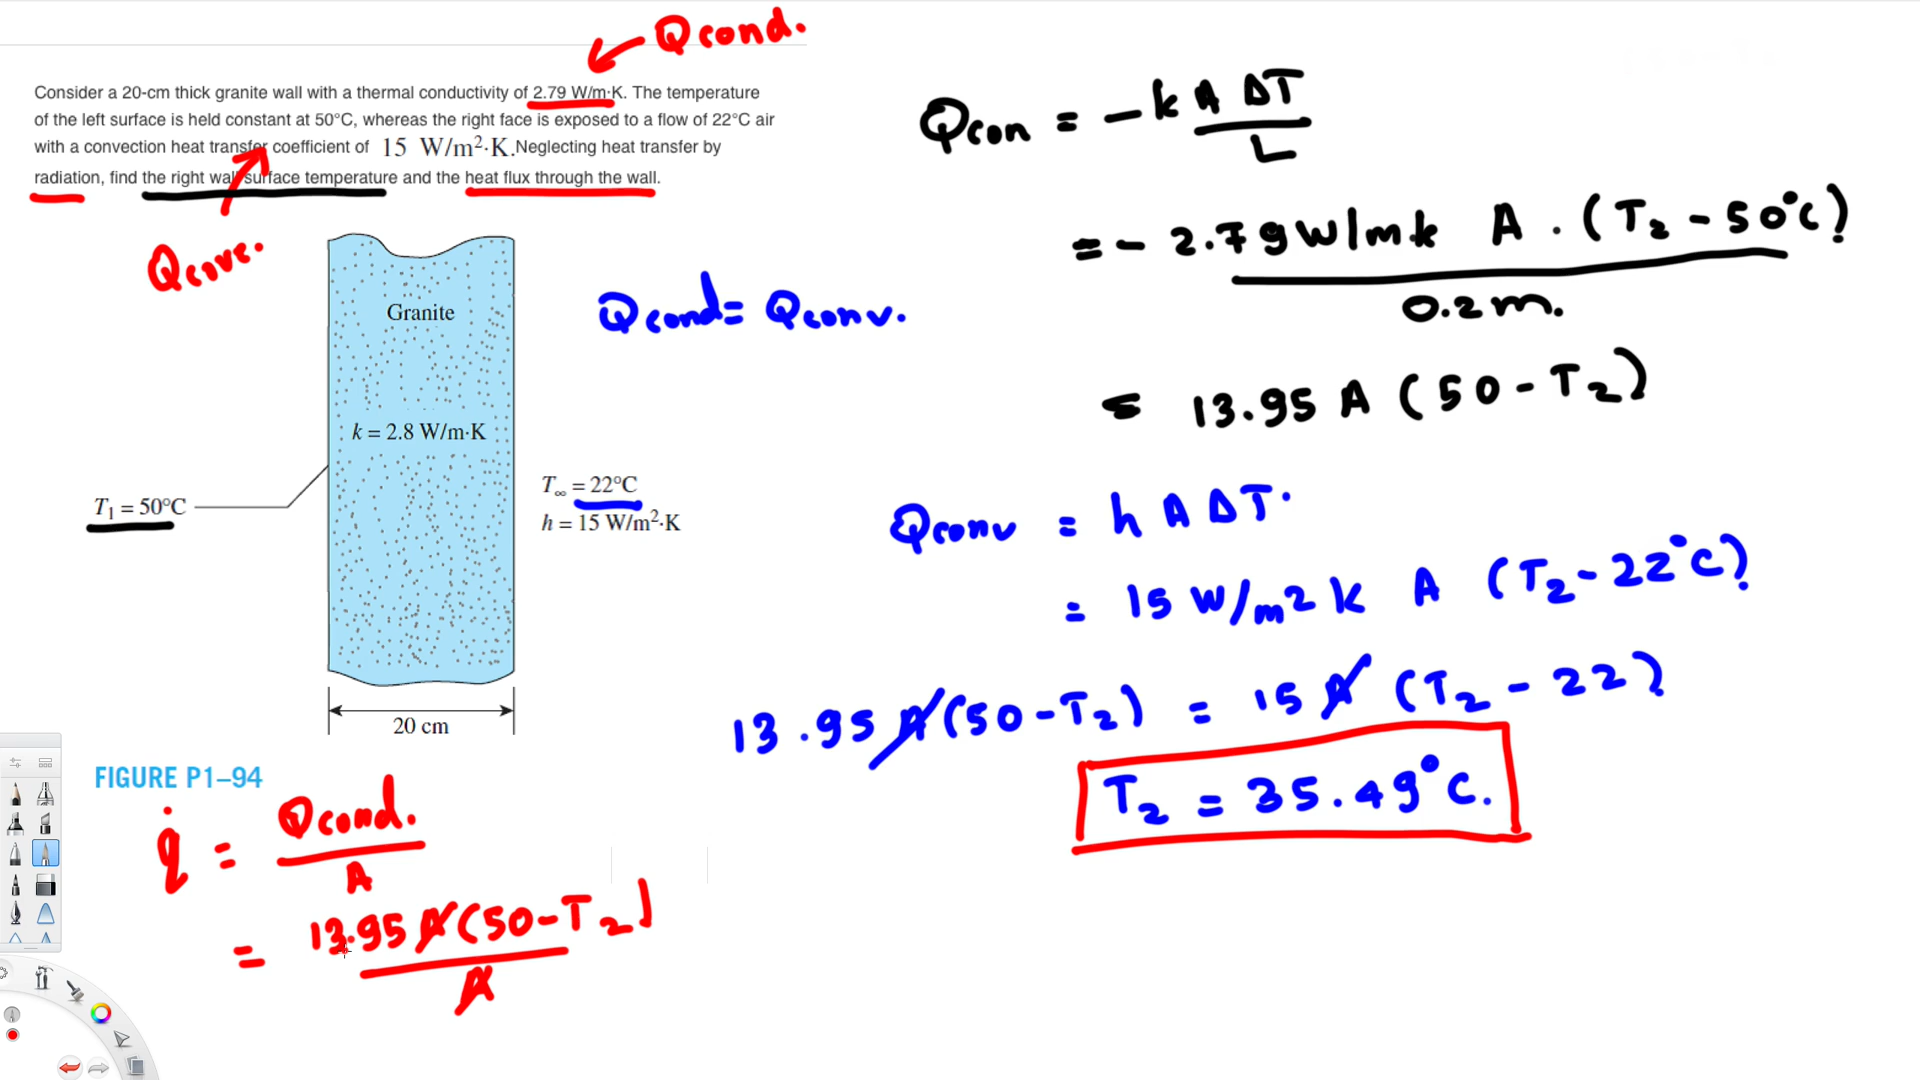 Qcond.
Consider a 20-cm thick granite wall with a thermal conductivity of 2.79 W/m·K. The temperature
of the left surface is held constant at 50°C, whereas the right face is exposed to a flow of 22°C air
with a convection heat transfer coefficient of 15 W/m²·K.Neglecting heat transfer by
radiation, find the right wall surface temperature and the heat flux through the wall.
Qcove.
Granite
k = 2.8 W/m·K
T₁ = 50°C
T∞ = 22°C
h = 15 W/m²·K
20 cm
FIGURE P1–94
Qcond = Qconv.
Qcon = -k A ΔT
L
= - 2.79 W/mk A . (T₂ - 50°C)
0.2m.
= 13.95 A (50-T₂)
Qconv = h A ΔT.
= 15 W/m2 k A (T₂-22°C)
13.95 A (50-T₂) = 15 A (T₂ - 22)
T₂ = 35.49°C.
q̇ = Qcond.
A
= 13.95 A (50-T₂)
A